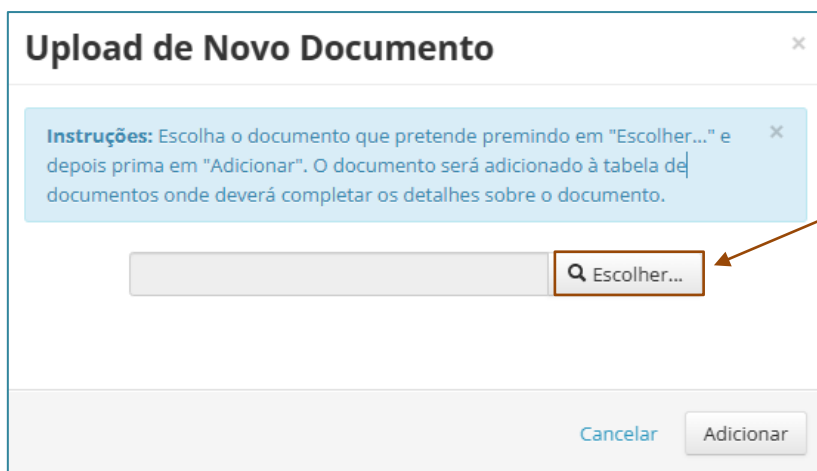 Upload de Novo Documento
×
Instruções: Escolha o documento que pretende premindo em "Escolher..." e
×
depois prima em "Adicionar". O documento será adicionado à tabela de
documentos onde deverá completar os detalhes sobre o documento.
Escolher...
Cancelar
Adicionar